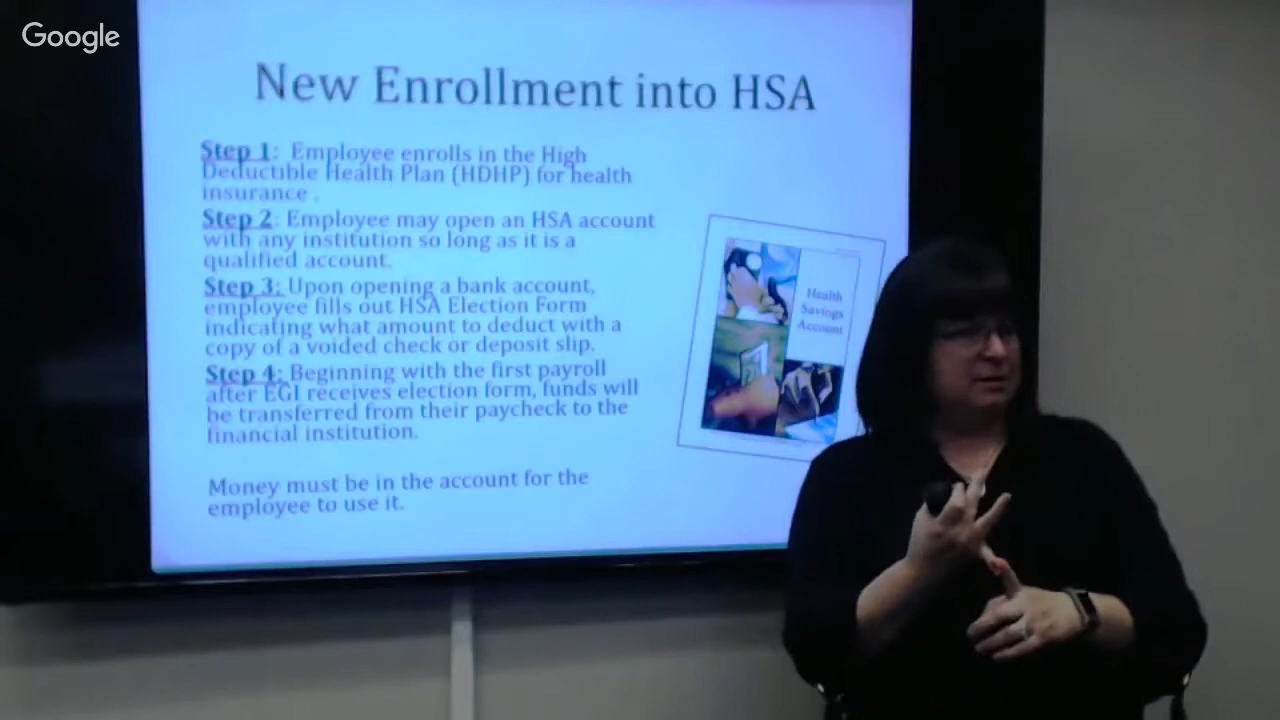 Google
New Enrollment into HSA
Step 1: Employee enrolls in the High
Deductible Health Plan (HDHP) for health
insurance .
Step 2: Employee may open an HSA account
with any institution so long as it is a
qualified account.
Step 3: Upon opening a bank account,
employee fills out HSA Election Form
indicating what amount to deduct with a
copy of a voided check or deposit slip.
Step 4: Beginning with the first payroll
after EGI receives election form, funds will
be transferred from their paycheck to the
financial institution.
Money must be in the account for the
employee to use it.
Health
Savings
Account